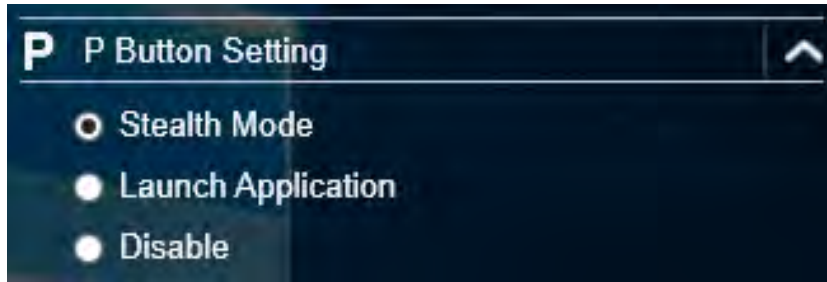 P P Button Setting
Stealth Mode
Launch Application
Disable